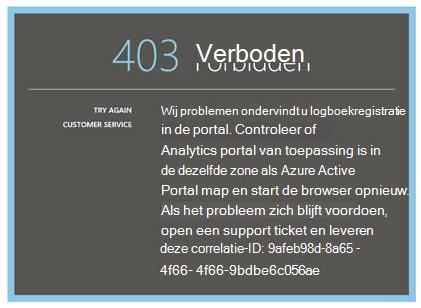 403 Verboden
Forbidden
TRY AGAIN
CUSTOMER SERVICE
Wij problemen ondervindt u logboekregistratie
in de portal. Controleer of
Analytics portal van toepassing is in
de dezelfde zone als Azure Active
Portal map en start de browser opnieuw.
Als het probleem zich blijft voordoen,
open een support ticket en leveren
deze correlatie-ID: 9afeb98d-8a65 -
4f66- 4f66-9bdbe6c056ae